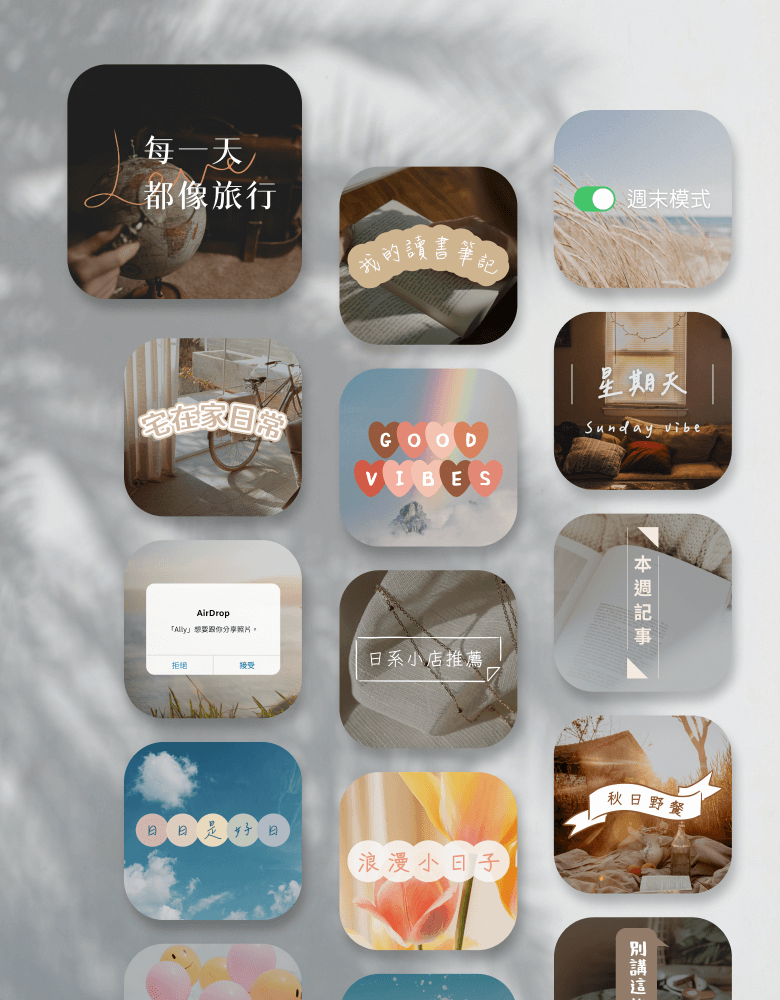 每一天
Love
都像旅行
我的讀書筆記
週末模式
宅在家日常
GOOD
VIBES
星期天
Sunday vibe
AirDrop
「Ally」想要跟你分享照片。
拒絕
接受
日系小店推薦
本週記事
日日是好日
浪漫小日子
秋日野餐
別講這